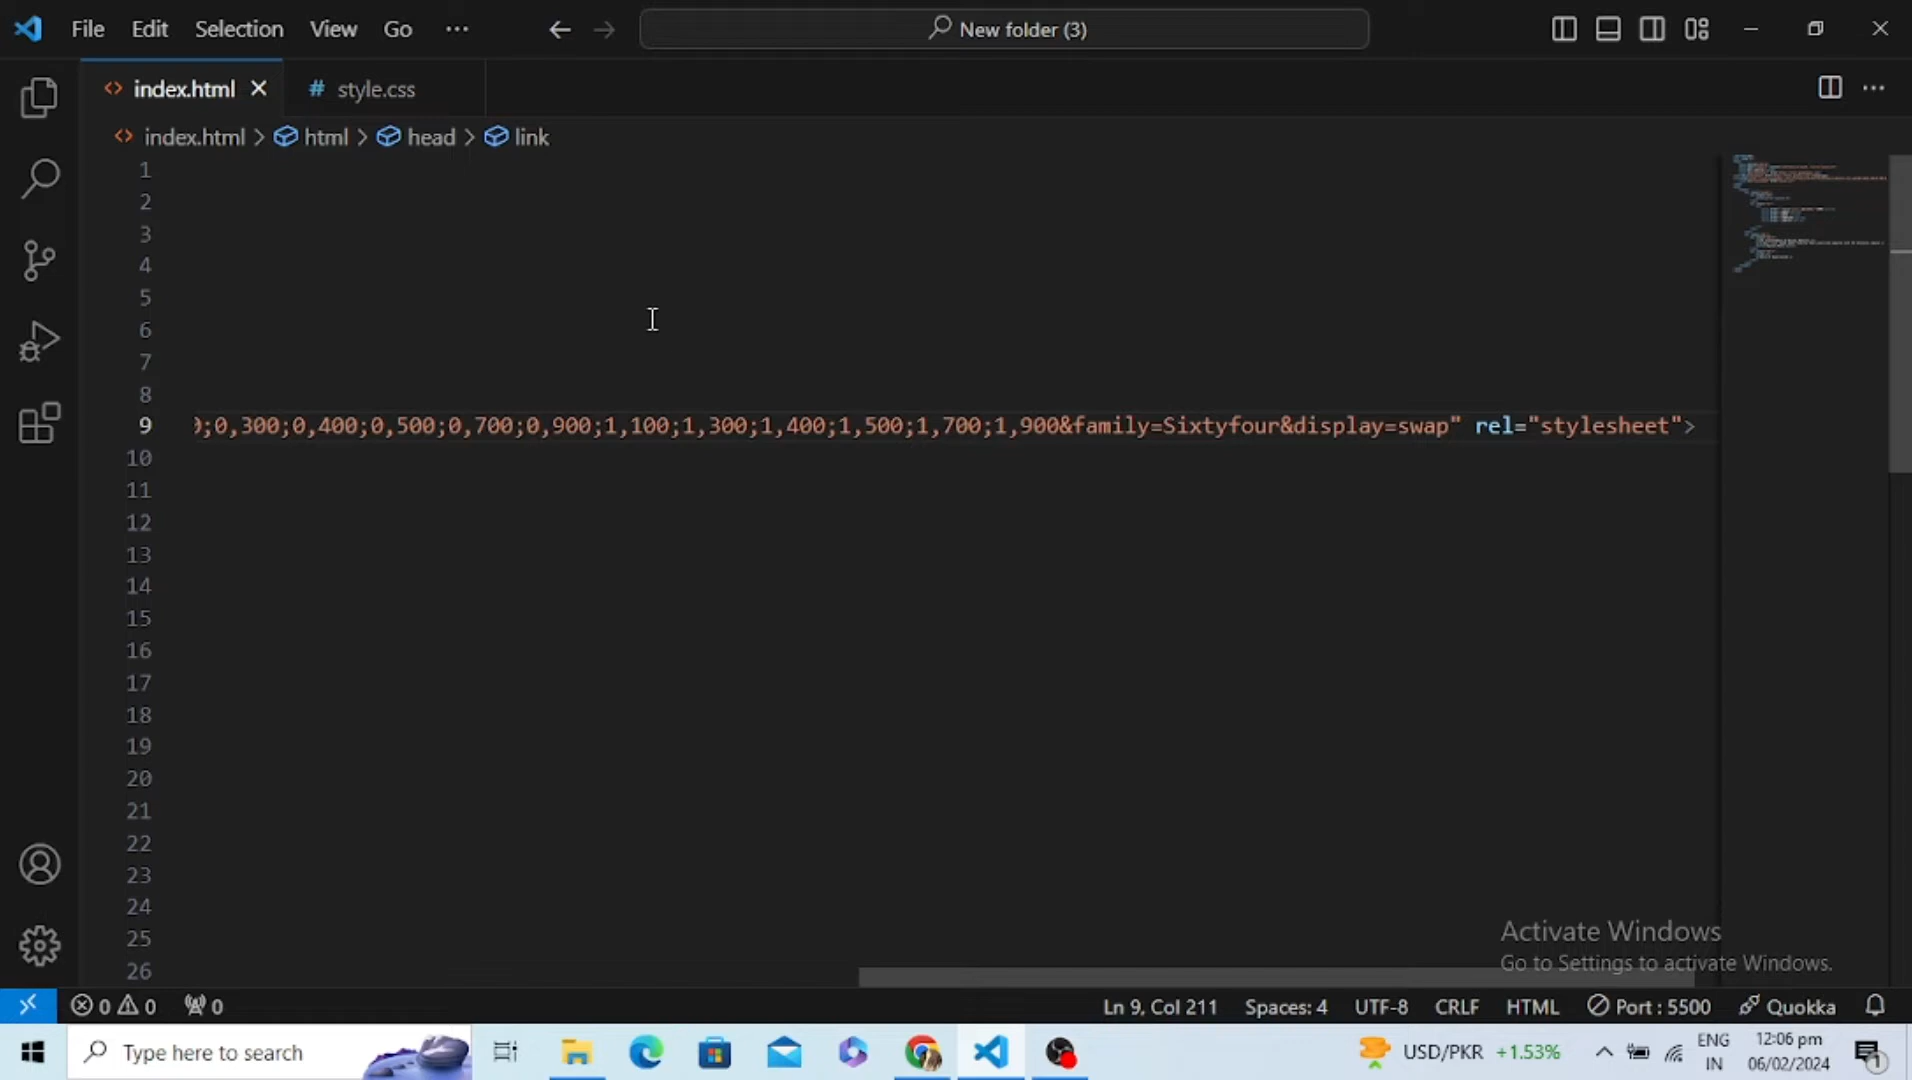 File Edit Selection View Go ··· New folder (3)
index.html style.css
index.html > html > head > link
1
2
3
4
5
6
7
8
9 ;0,300;0,400;0,500;0,700;0,900;1,100;1,300;1,400;1,500;1,700;1,900&family=Sixtyfour&display=swap" rel="stylesheet">
10
11
12
13
14
15
16
17
18
19
20
21
22
23
24
25
26
Activate Windows
Go to Settings to activate Windows.
0 0 0 Ln 9, Col 211 Spaces: 4 UTF-8 CRLF HTML Port : 5500 Quokka
Type here to search USD/PKR +1.53% ENG 12:06 pm
IN 06/02/2024 1